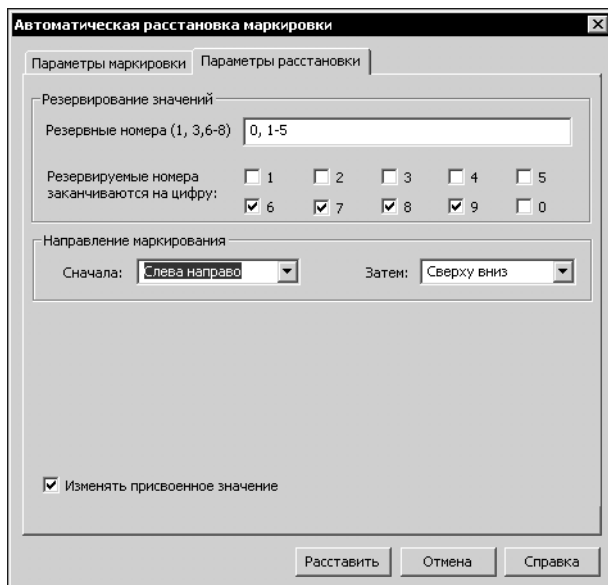 Автоматическая расстановка маркировки
Параметры маркировки Параметры расстановки
Резервирование значений
Резервные номера (1, 3,6-8) 0, 1-5
Резервируемые номера заканчиваются на цифру:
1 2 3 4 5
6 7 8 9 0
Направление маркирования
Сначала: Слева направо Затем: Сверху вниз
Изменять присвоенное значение
Расставить Отмена Справка